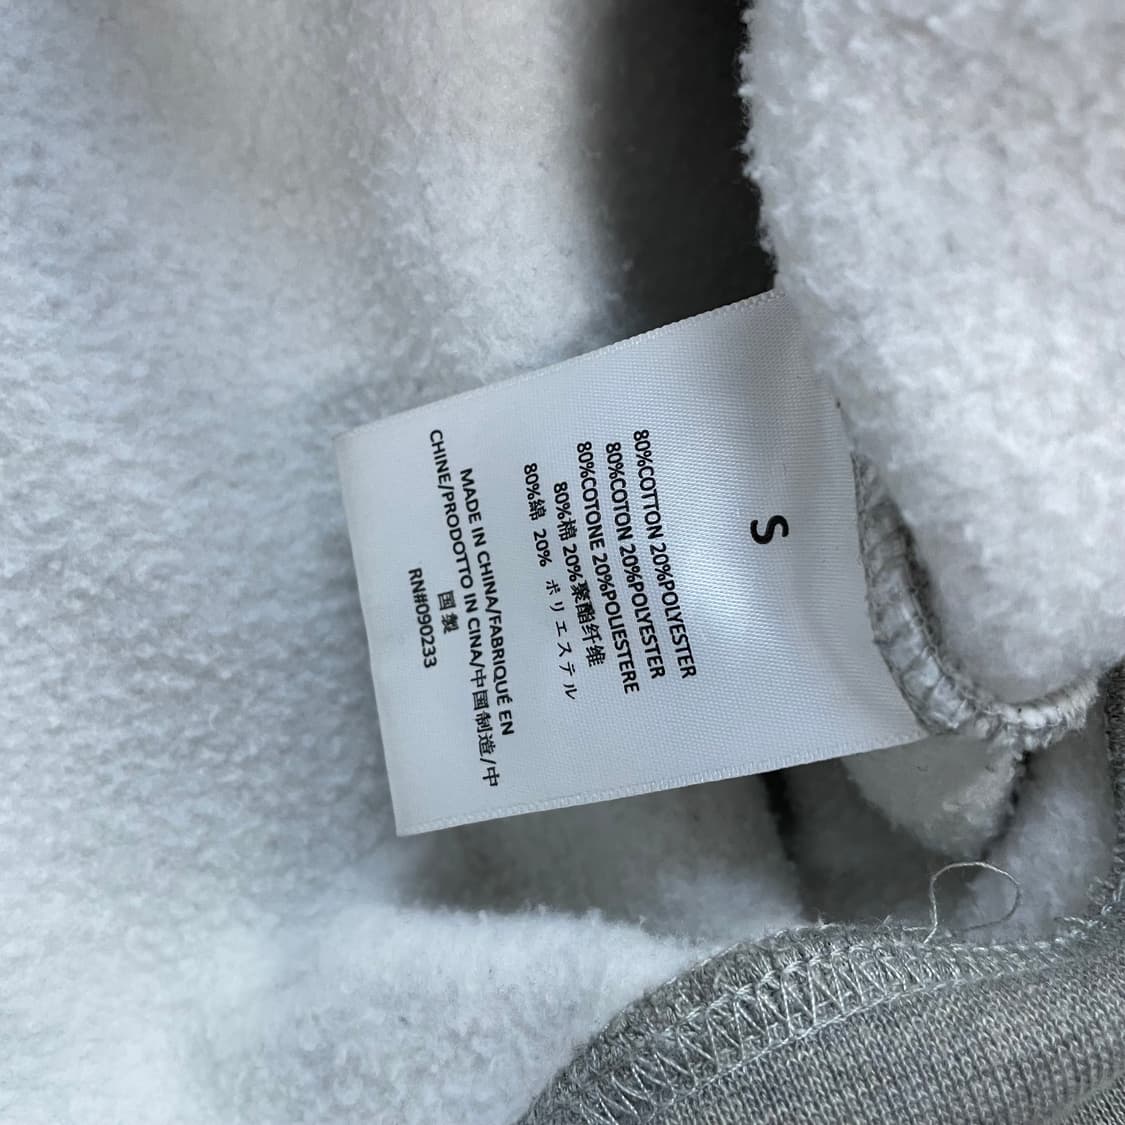 S
80%COTTON 20%POLYESTER
80%COTON 20%POLYESTER
80%COTONE 20%POLIESTERE
80%棉 20%聚酯纤维
80%綿 20% ポリエステル
MADE IN CHINA/FABRIQUÉ EN
CHINE/PRODOTTO IN CINA/中国制造/中
国製
RN#090233